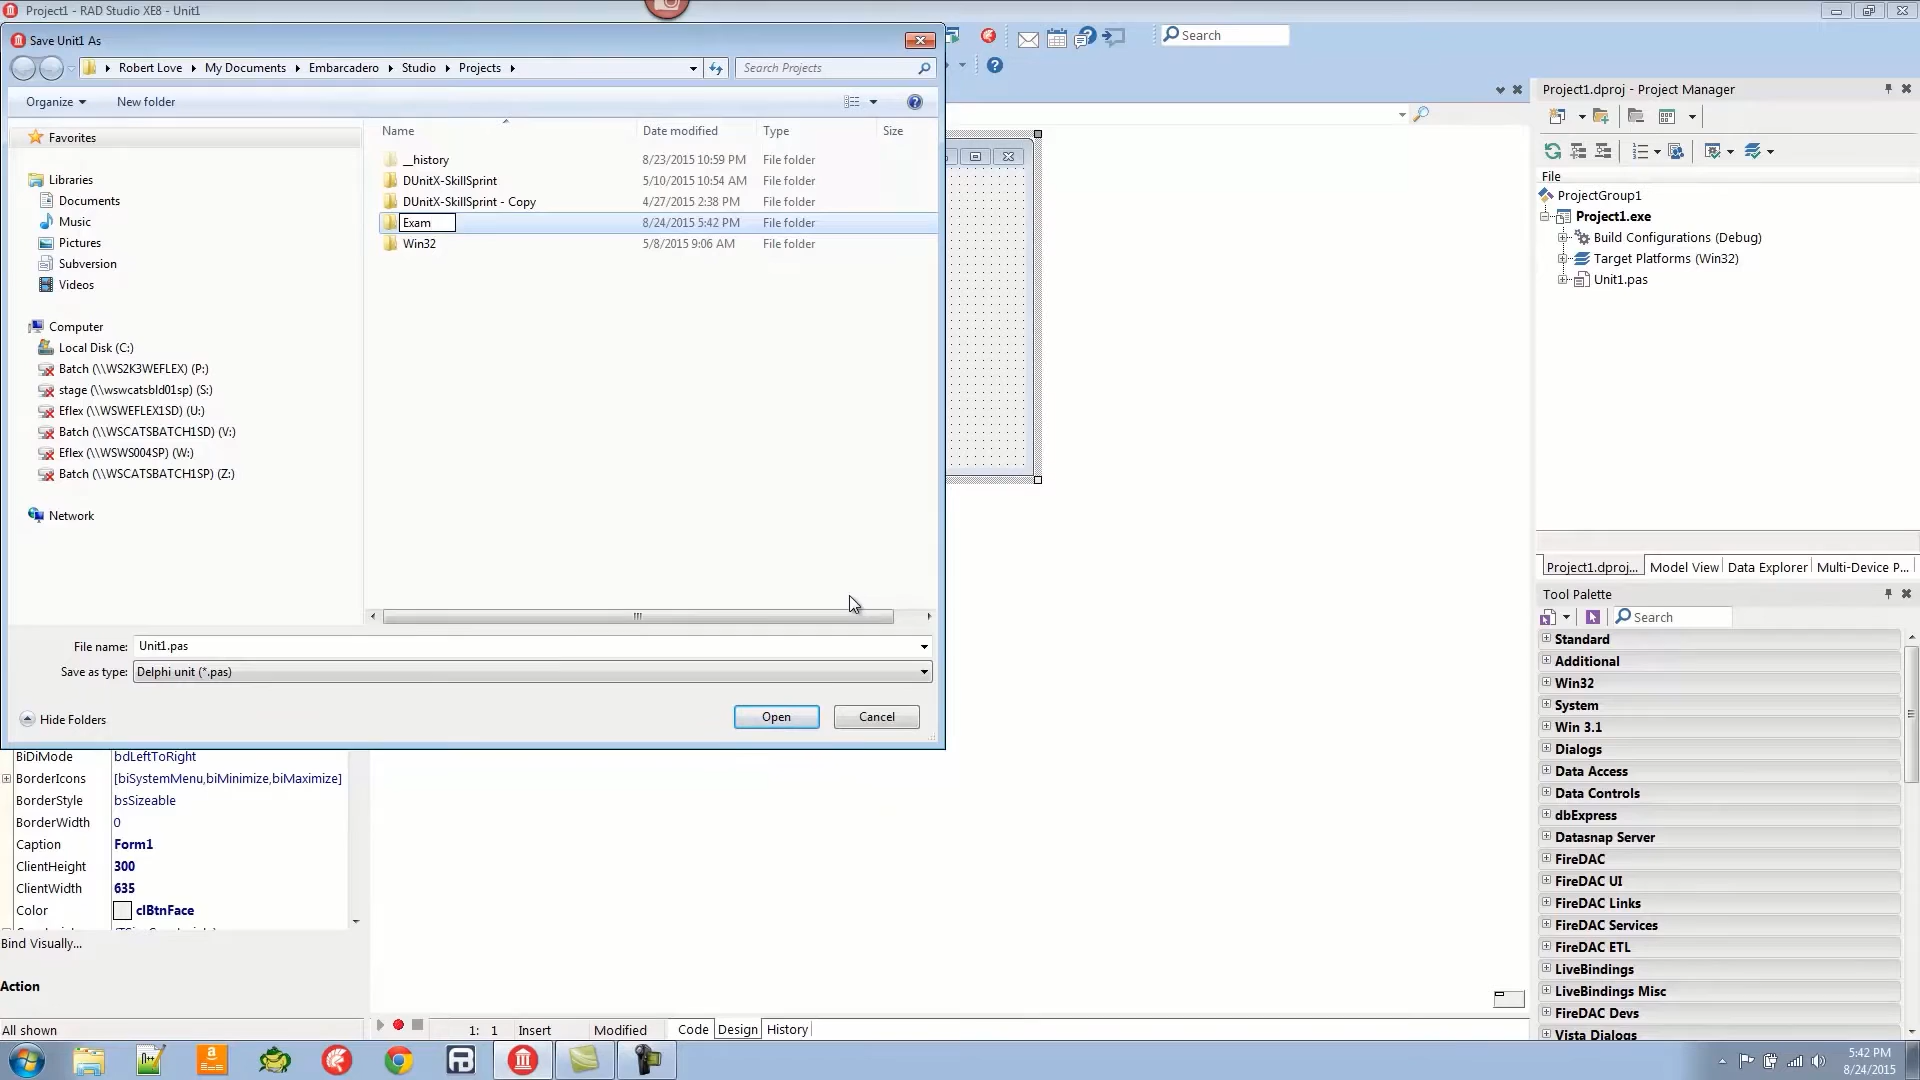 Project1 - RAD Studio XE8 - Unit1
Save Unit1 As
Search
Robert Love
My Documents
Embarcadero
Studio
Projects
Search Projects
Organize
New folder
Favorites
Libraries
Documents
Music
Pictures
Subversion
Videos
Computer
Local Disk (C:)
Batch (\\WS2K3WEFLEX) (P:)
stage (\\wswcatsbld01sp) (S:)
Eflex (\\WSWEFLEX1SD) (U:)
Batch (\\WSCATSBATCH1SD) (V:)
Eflex (\\WSWS004SP) (W:)
Batch (\\WSCATSBATCH1SP) (Z:)
Network
Name Date modified Type Size
__history 8/23/2015 10:59 PM File folder
DUnitX-SkillSprint 5/10/2015 10:54 AM File folder
DUnitX-SkillSprint - Copy 4/27/2015 2:38 PM File folder
Exam 8/24/2015 5:42 PM File folder
Win32 5/8/2015 9:06 AM File folder
File name: Unit1.pas
Save as type: Delphi unit (*.pas)
Hide Folders
Open
Cancel
BiDiMode bdLeftToRight
BorderIcons [biSystemMenu,biMinimize,biMaximize]
BorderStyle bsSizeable
BorderWidth 0
Caption Form1
ClientHeight 300
ClientWidth 635
Color clBtnFace
Bind Visually...
Action
All shown
1: 1 Insert Modified Code Design History
Project1.dproj - Project Manager
File
ProjectGroup1
Project1.exe
Build Configurations (Debug)
Target Platforms (Win32)
Unit1.pas
Project1.dproj... Model View Data Explorer Multi-Device P...
Tool Palette
Search
Standard
Additional
Win32
System
Win 3.1
Dialogs
Data Access
Data Controls
dbExpress
Datasnap Server
FireDAC
FireDAC UI
FireDAC Links
FireDAC Services
FireDAC ETL
LiveBindings
LiveBindings Misc
FireDAC Devs
Vista Dialogs
5:42 PM
8/24/2015